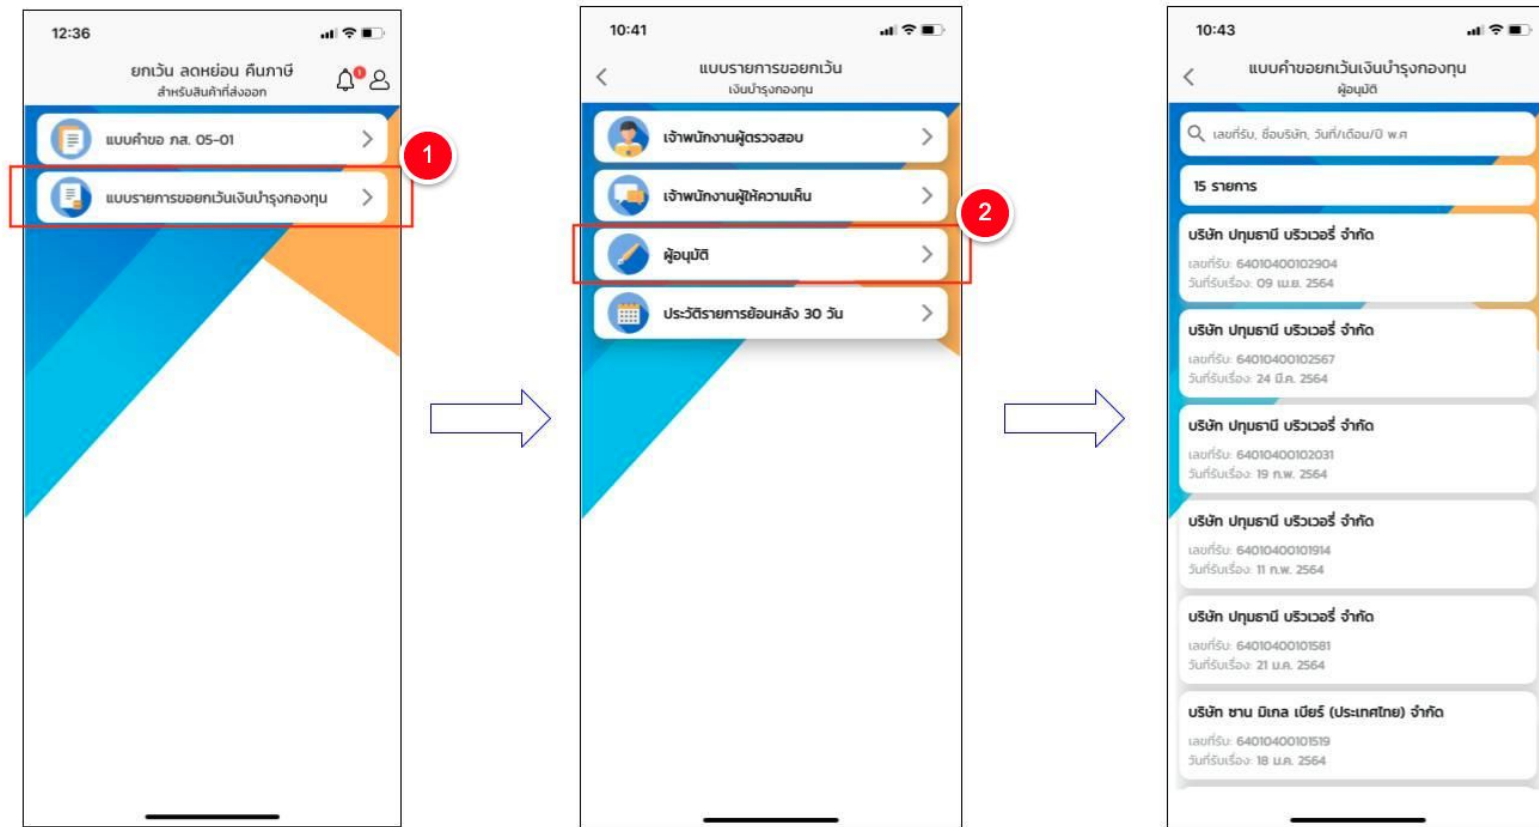 12:36
ยกเว้น ลดหย่อน คืนภาษี
สำหรับสินค้าที่ส่งออก
1
แบบคำขอ ภส. 05-01
แบบรายการขอยกเว้นเงินบำรุงกองทุน
1
10:41
แบบรายการขอยกเว้น
เงินบำรุงกองทุน
เจ้าพนักงานผู้ตรวจสอบ
เจ้าพนักงานผู้ให้ความเห็น
ผู้อนุมัติ
ประวัติรายการย้อนหลัง 30 วัน
2
10:43
แบบคำขอยกเว้นเงินบำรุงกองทุน
ผู้อนุมัติ
เลขที่รับ, ชื่อบริษัท, วันที่/เดือน/ปี พ.ศ
15 รายการ
บริษัท ปทุมธานี บริวเวอรี่ จำกัด
เลขที่รับ: 64010400102904
วันที่รับเรื่อง: 09 เม.ย. 2564
บริษัท ปทุมธานี บริวเวอรี่ จำกัด
เลขที่รับ: 64010400102567
วันที่รับเรื่อง: 24 มี.ค. 2564
บริษัท ปทุมธานี บริวเวอรี่ จำกัด
เลขที่รับ: 64010400102031
วันที่รับเรื่อง: 19 ก.พ. 2564
บริษัท ปทุมธานี บริวเวอรี่ จำกัด
เลขที่รับ: 64010400101914
วันที่รับเรื่อง: 11 ก.พ. 2564
บริษัท ปทุมธานี บริวเวอรี่ จำกัด
เลขที่รับ: 64010400101581
วันที่รับเรื่อง: 21 ม.ค. 2564
บริษัท ซาน มิเกล เบียร์ (ประเทศไทย) จำกัด
เลขที่รับ: 64010400101519
วันที่รับเรื่อง: 18 ม.ค. 2564